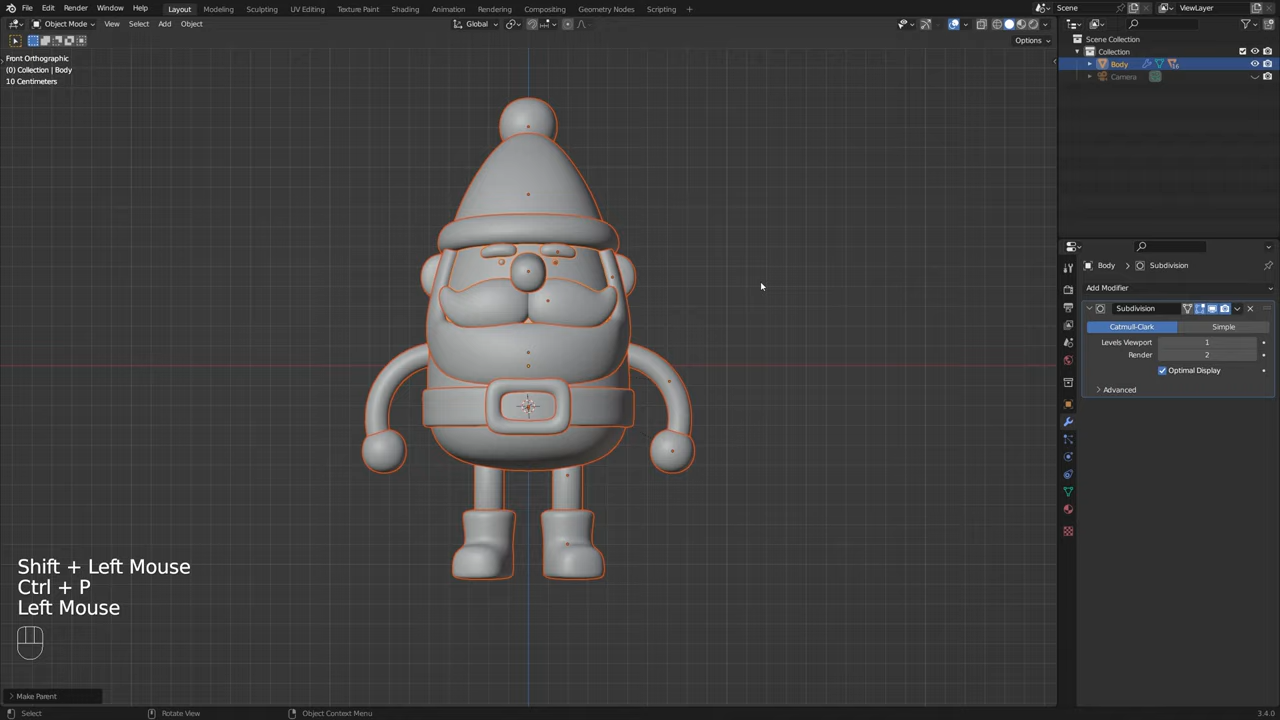 File Edit Render Window Help Layout Modeling Sculpting UV Editing Texture Paint Shading Animation Rendering Compositing Geometry Nodes Scripting + Scene ViewLayer
Object Mode View Select Add Object Global Options
Front Orthographic
(0) Collection | Body
10 Centimeters
Scene Collection
Collection
Body 16
Camera
Body > Subdivision
Add Modifier
Subdivision
Catmull-Clark Simple
Levels Viewport 1
Render 2
Optimal Display
Advanced
Shift + Left Mouse
Ctrl + P
Left Mouse
Make Parent
Select Rotate View Object Context Menu 3.4.0